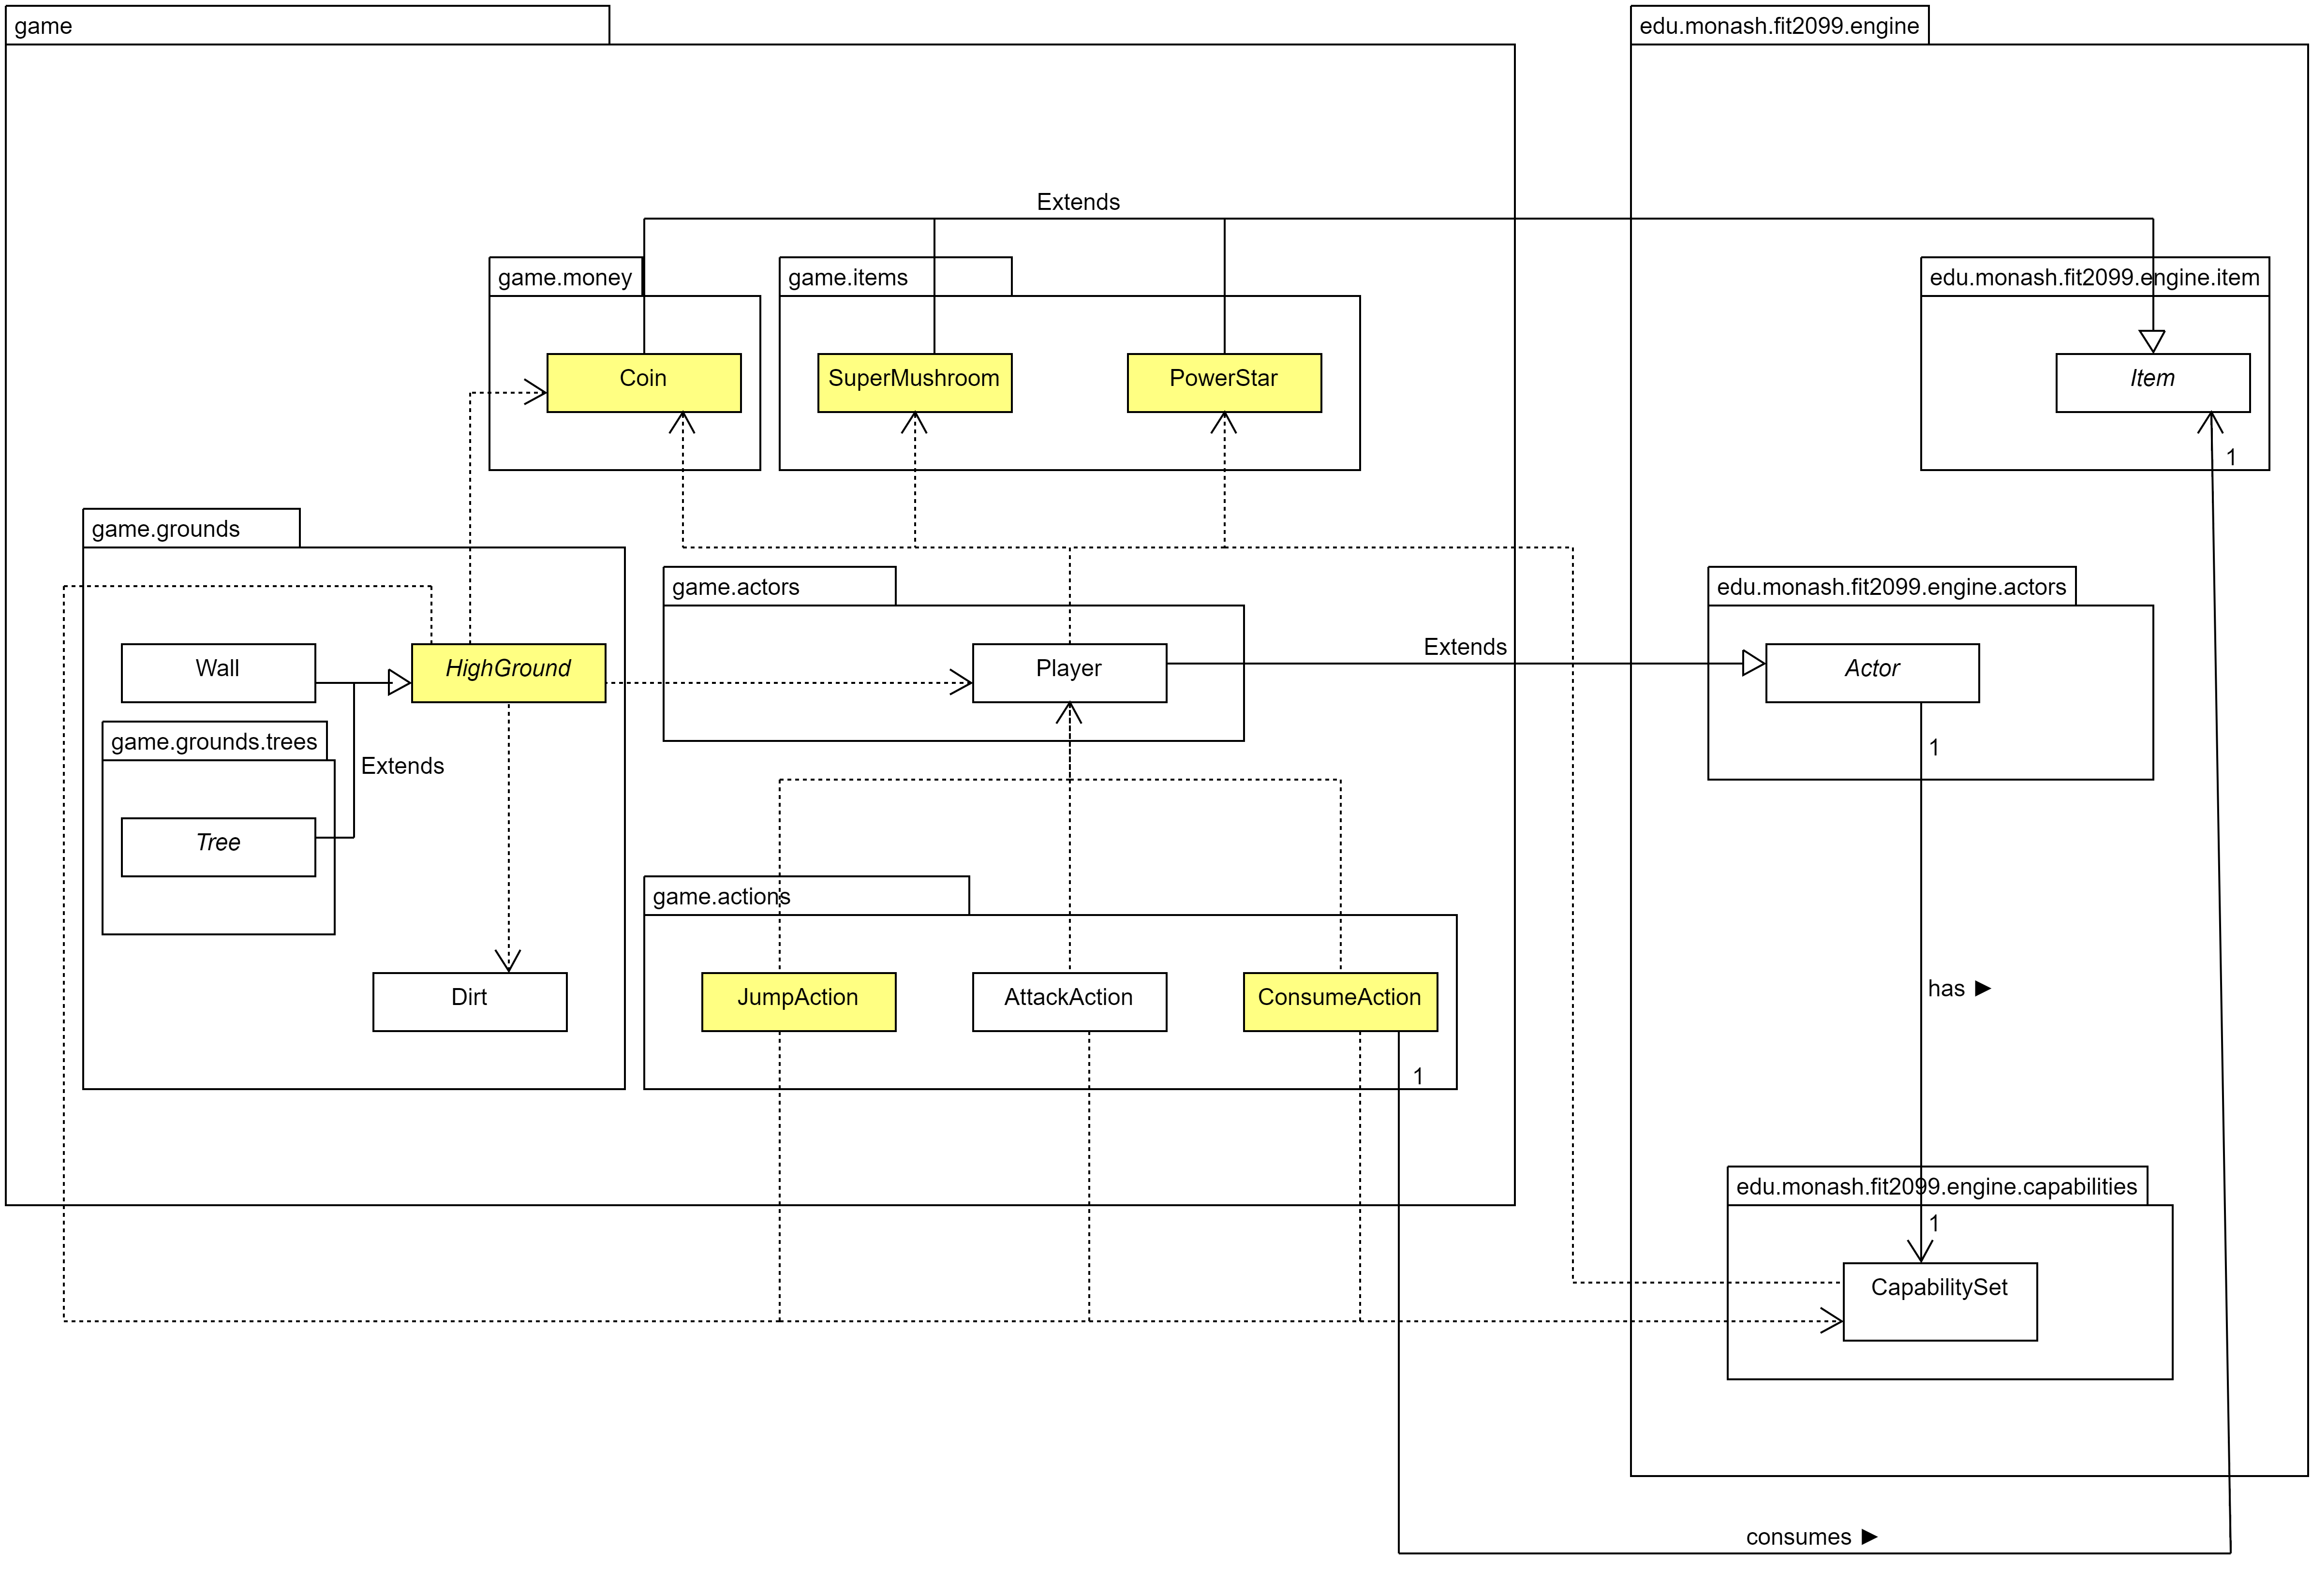 game
edu.monash.fit2099.engine
Extends
game.money
game.items
edu.monash.fit2099.engine.item
Coin
SuperMushroom
PowerStar
Item
1
game.grounds
game.actors
edu.monash.fit2099.engine.actors
Extends
Wall
HighGround
Player
Actor
game.grounds.trees
1
Extends
Tree
game.actions
has ►
Dirt
JumpAction
AttackAction
ConsumeAction
1
edu.monash.fit2099.engine.capabilities
1
CapabilitySet
consumes ►